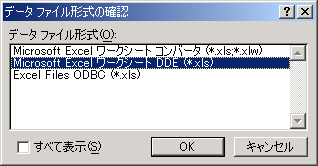 データ ファイル形式の確認
データ ファイル形式(O):
Microsoft Excel ワークシート コンバータ (*.xls;*.xlw)
Microsoft Excel ワークシート DDE (*.xls)
Excel Files ODBC (*.xls)
すべて表示(S)
OK
キャンセル